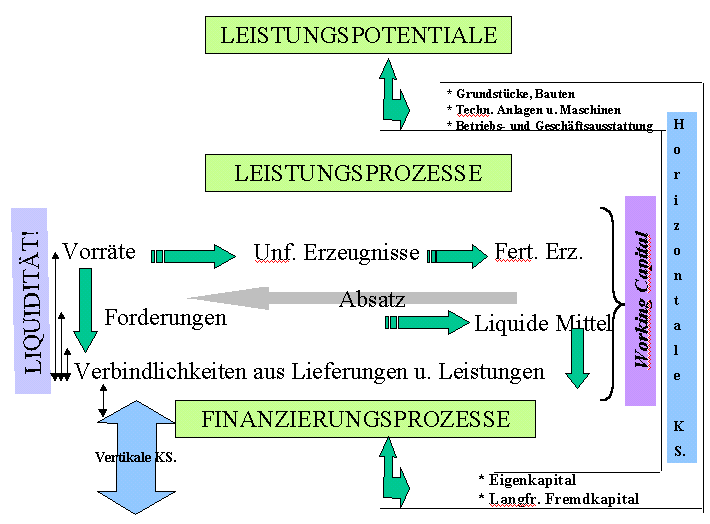 LEISTUNGSPOTENTIALE
* Grundstücke, Bauten
* Techn. Anlagen u. Maschinen
* Betriebs- und Geschäftsausstattung
Horizontale KS.
LEISTUNGSPROZESSE
LIQUIDITÄT!
Vorräte
Unf. Erzeugnisse
Fert. Erz.
Working Capital
Absatz
Forderungen
Liquide Mittel
Verbindlichkeiten aus Lieferungen u. Leistungen
FINANZIERUNGSPROZESSE
Vertikale KS.
* Eigenkapital
* Langfr. Fremdkapital